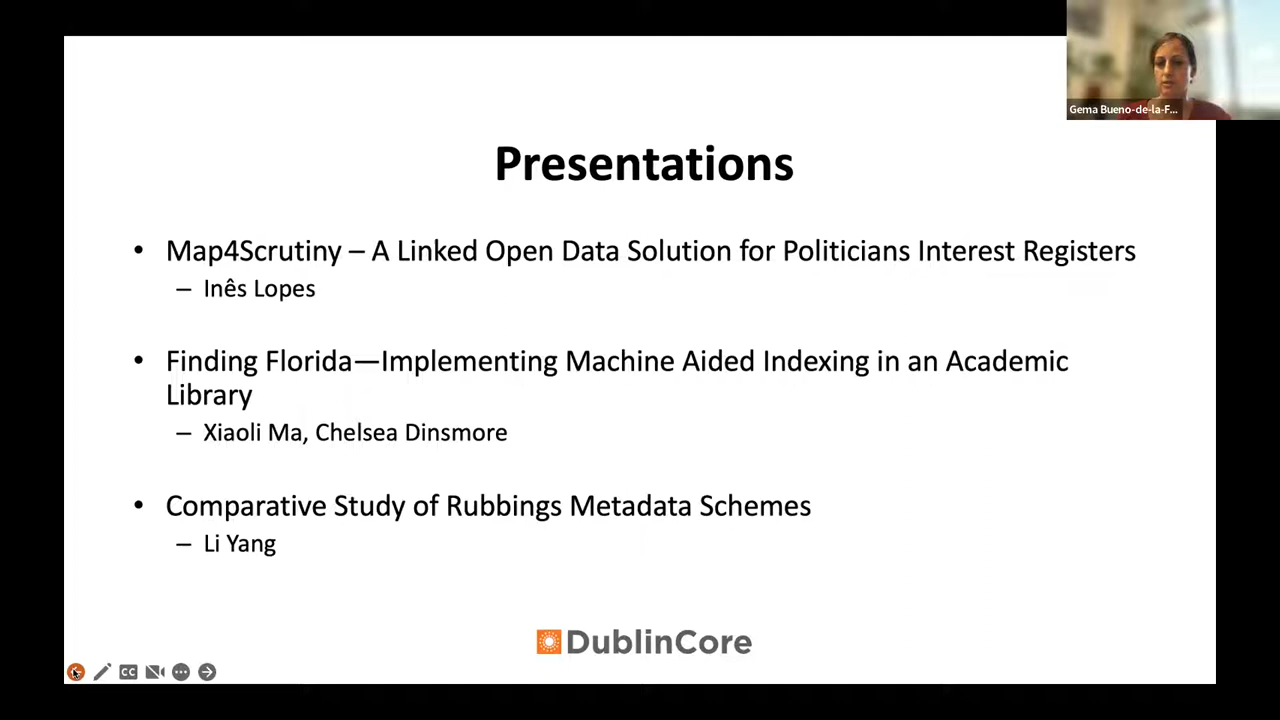 Gema Bueno-de-la-F...
Presentations
• Map4Scrutiny – A Linked Open Data Solution for Politicians Interest Registers
– Inês Lopes
• Finding Florida—Implementing Machine Aided Indexing in an Academic
Library
– Xiaoli Ma, Chelsea Dinsmore
• Comparative Study of Rubbings Metadata Schemes
– Li Yang
DublinCore
CC